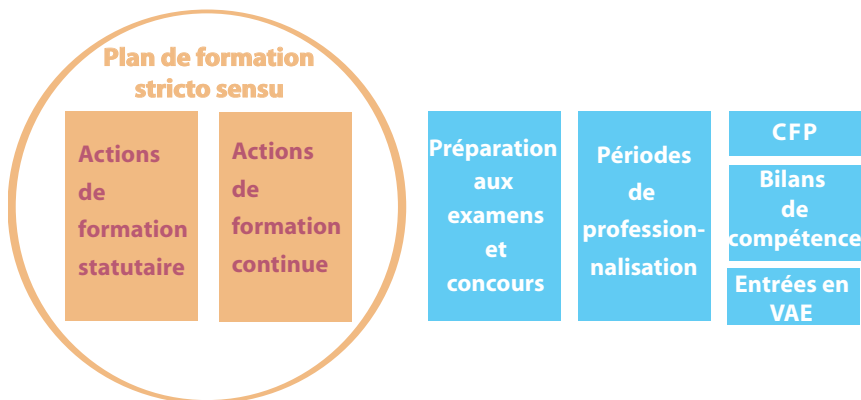 Plan de formation
stricto sensu
Actions
de
formation
statutaire
Actions
de
formation
continue
Préparation
aux
examens
et
concours
Périodes
de
profession-
nalisation
CFP
Bilans
de
compétence
Entrées en
VAE